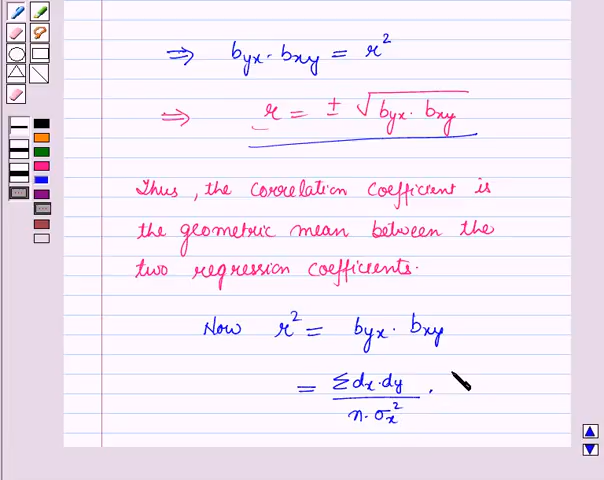 ⇒ byx · bxy = r²
⇒ r = ± √byx · bxy
Thus, the correlation coefficient is
the geometric mean between the
two regression coefficients.
Now r² = byx · bxy
= Σdx·dy / n·σx² ·